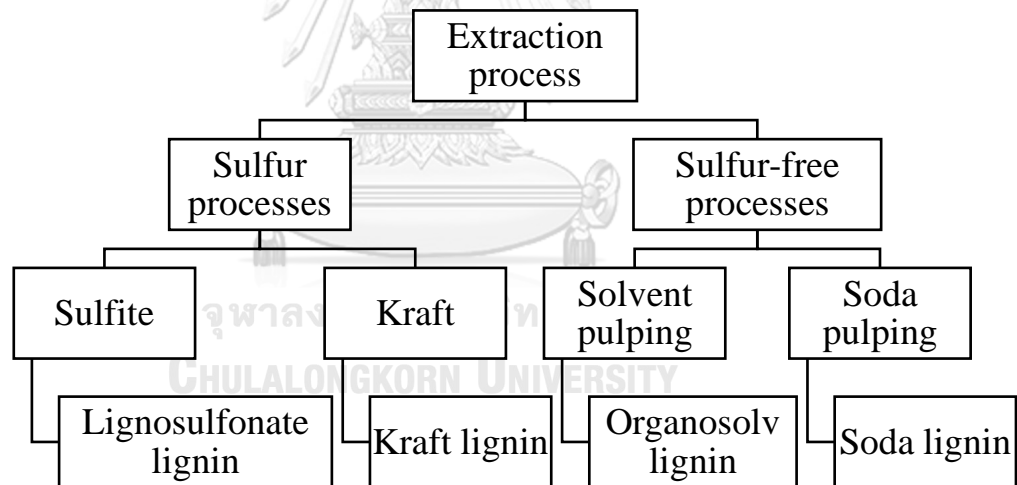 Extraction
process
Sulfur
processes
Sulfur-free
processes
Sulfite
Kraft
Solvent
pulping
Soda
pulping
CHULALONGKORN UNIVERSITY
Lignosulfonate
lignin
Kraft lignin
Organosolv
lignin
Soda lignin